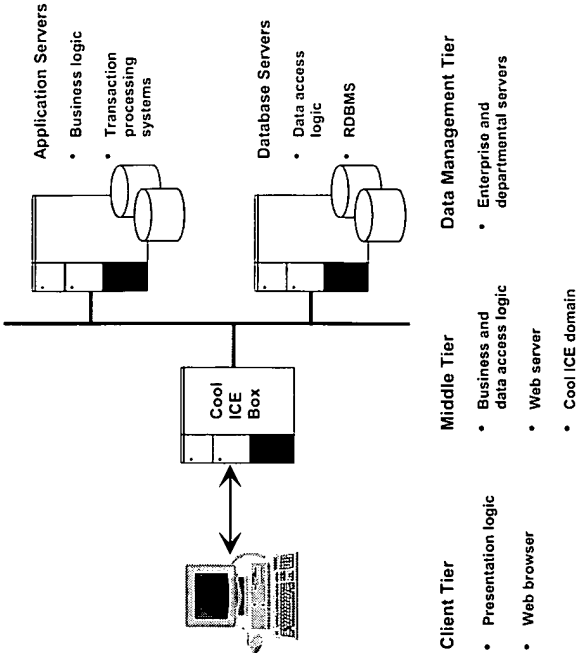 Application Servers
• Business logic
• Transaction
processing
systems
Database Servers
• Data access
logic
• RDBMS
Cool
ICE
Box
Client Tier
• Presentation logic
• Web browser
Middle Tier
• Business and
data access logic
• Web server
• Cool ICE domain
Data Management Tier
• Enterprise and
departmental servers